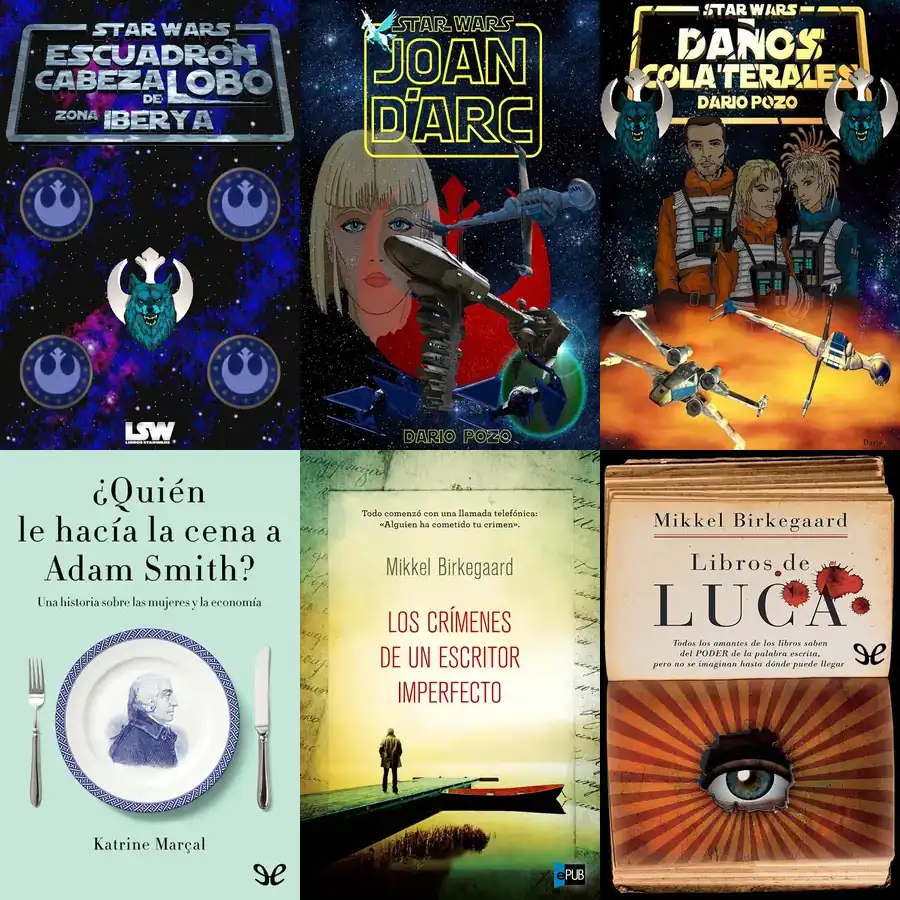 STAR WARS
ESCUADRÓN
CABEZA DE LOBO
ZONA IBERYA
LSW
LIBROS STAR WARS
STAR WARS
JOAN
D'ARC
DARIO POZO
STAR WARS
DAÑOS
COLATERALES
DARIO POZO
Dario
¿Quién
le hacía la cena a
Adam Smith?
Una historia sobre las mujeres y la economía
Katrine Marçal
Todo comenzó con una llamada telefónica:
«Alguien ha cometido tu crimen».
Mikkel Birkegaard
LOS CRÍMENES
DE UN ESCRITOR
IMPERFECTO
ePUB
Mikkel Birkegaard
Libros de
LUCA
Todos los amantes de los libros saben
del PODER de la palabra escrita,
pero no se imaginan hasta dónde puede llegar